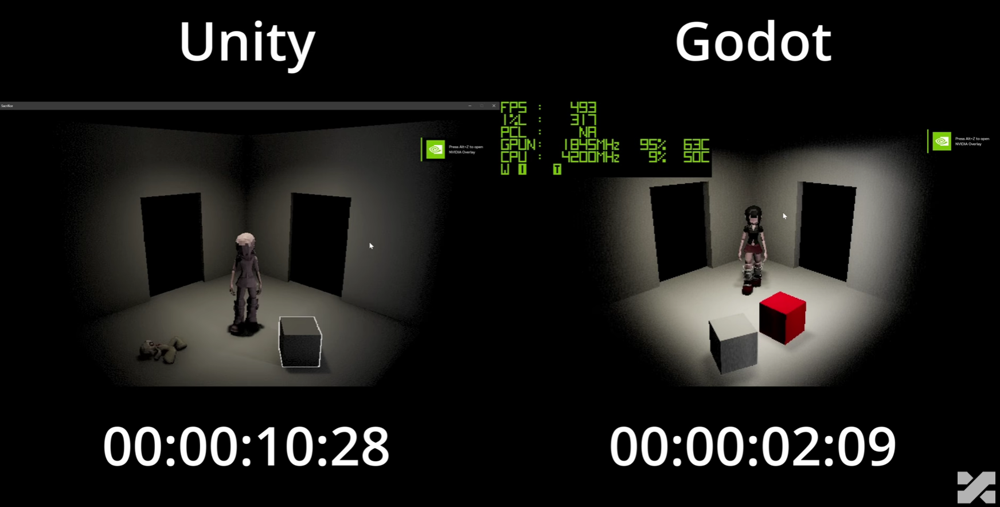 Unity
Godot
Sacrifice
FPS : 493
1%L : 317
PCL : NA
GPUN: 1845MHz 95% 63C
CPU : 4200MHz 9% 50C
W I T
Press Alt+Z to open
NVIDIA Overlay
Press Alt+Z to open
NVIDIA Overlay
00:00:10:28
00:00:02:09